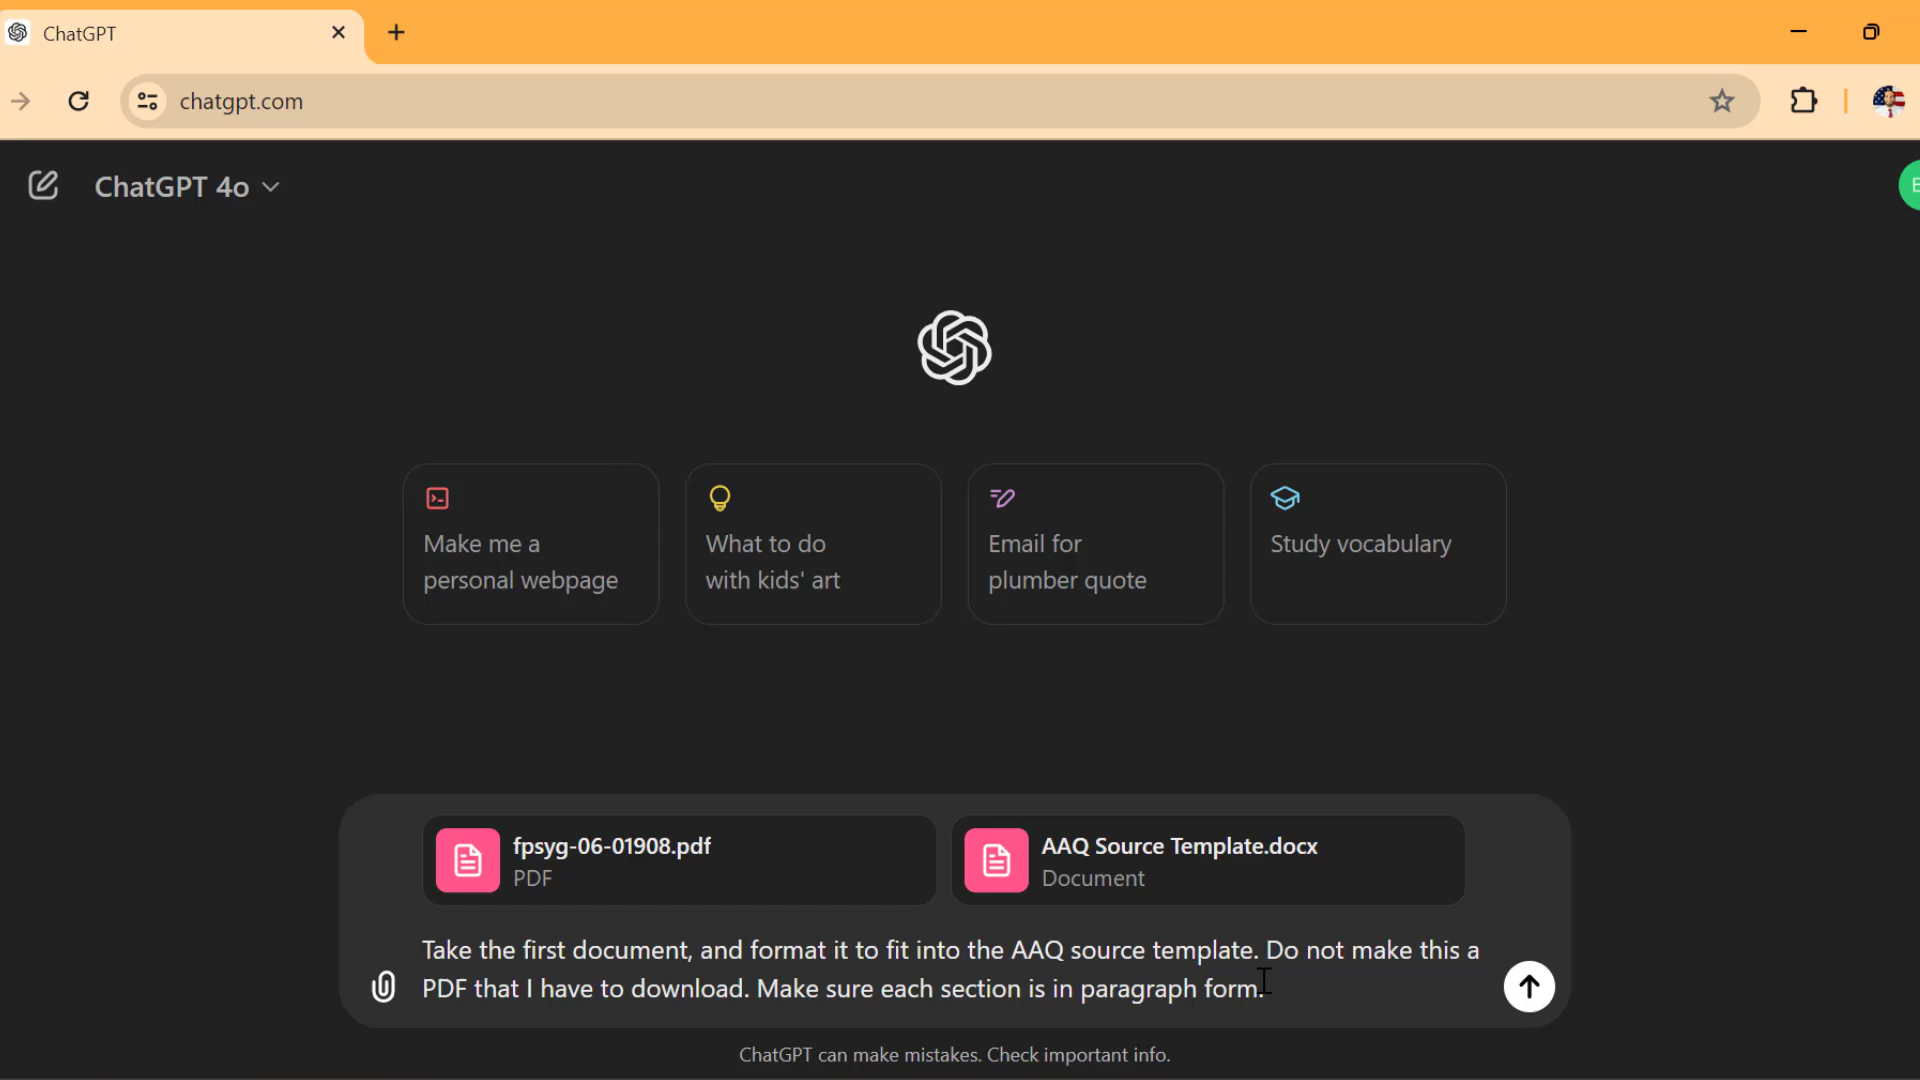 ChatGPT
chatgpt.com
ChatGPT 4o
E
Make me a
personal webpage
What to do
with kids' art
Email for
plumber quote
Study vocabulary
fpsyg-06-01908.pdf
PDF
AAQ Source Template.docx
Document
Take the first document, and format it to fit into the AAQ source template. Do not make this a
PDF that I have to download. Make sure each section is in paragraph form.
ChatGPT can make mistakes. Check important info.